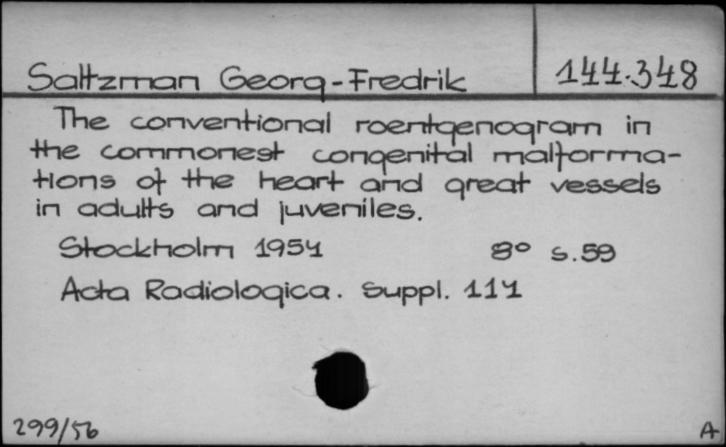 Saltzman Georg-Fredrik
144.348
The conventional roentgenogram in
the commonest congenital malforma-
tions of the heart and great vessels
in adults and juveniles.
Stockholm 1954 8° s.59
Acta Radiologica. Suppl. 114
299/56
A